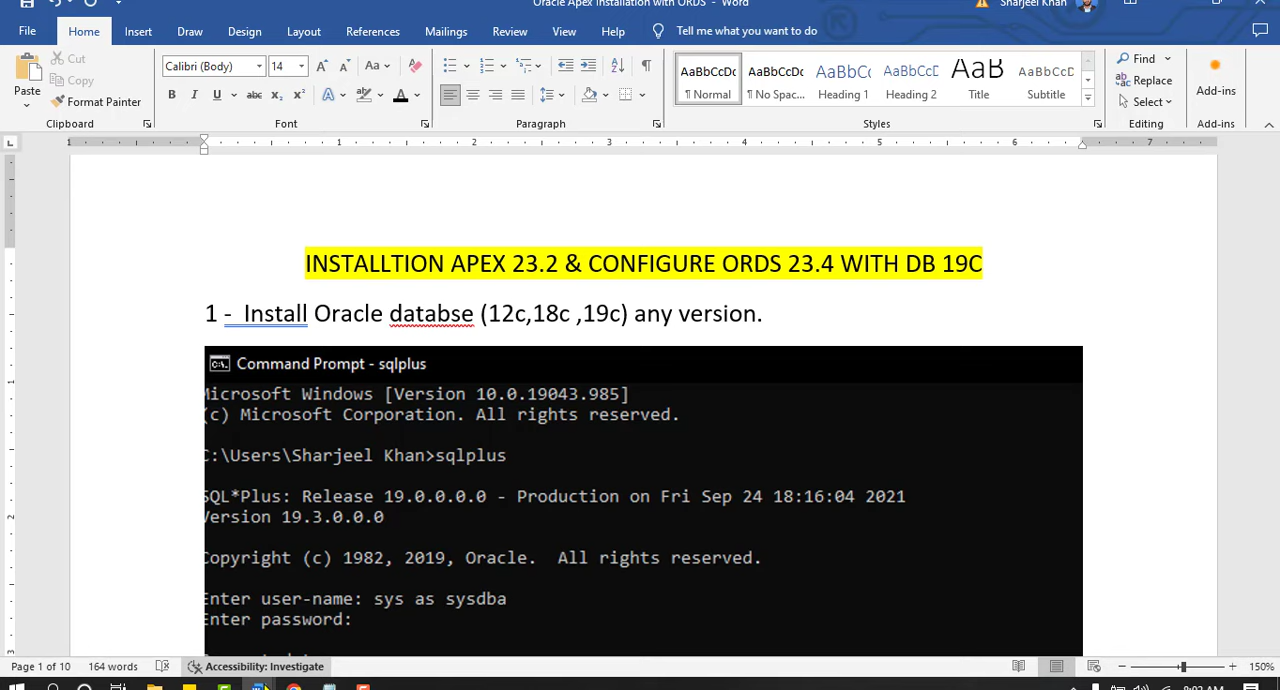 Oracle Apex Installation with ORDS - Word
Sharjeel Khan
File Home Insert Draw Design Layout References Mailings Review View Help Tell me what you want to do
Paste
Cut
Copy
Format Painter
Clipboard
Calibri (Body) 14
Font
Paragraph
AaBbCcDc AaBbCcDc AaBbCc AaBbCcD AaB AaBbCcD
¶ Normal ¶ No Spac... Heading 1 Heading 2 Title Subtitle
Styles
Find
Replace
Select
Editing
Add-ins
Add-ins
INSTALLTION APEX 23.2 & CONFIGURE ORDS 23.4 WITH DB 19C
1 - Install Oracle databse (12c,18c ,19c) any version.
Command Prompt - sqlplus
Microsoft Windows [Version 10.0.19043.985]
(c) Microsoft Corporation. All rights reserved.
C:\Users\Sharjeel Khan>sqlplus
SQL*Plus: Release 19.0.0.0.0 - Production on Fri Sep 24 18:16:04 2021
Version 19.3.0.0.0
Copyright (c) 1982, 2019, Oracle. All rights reserved.
Enter user-name: sys as sysdba
Enter password:
Page 1 of 10 164 words Accessibility: Investigate 150%